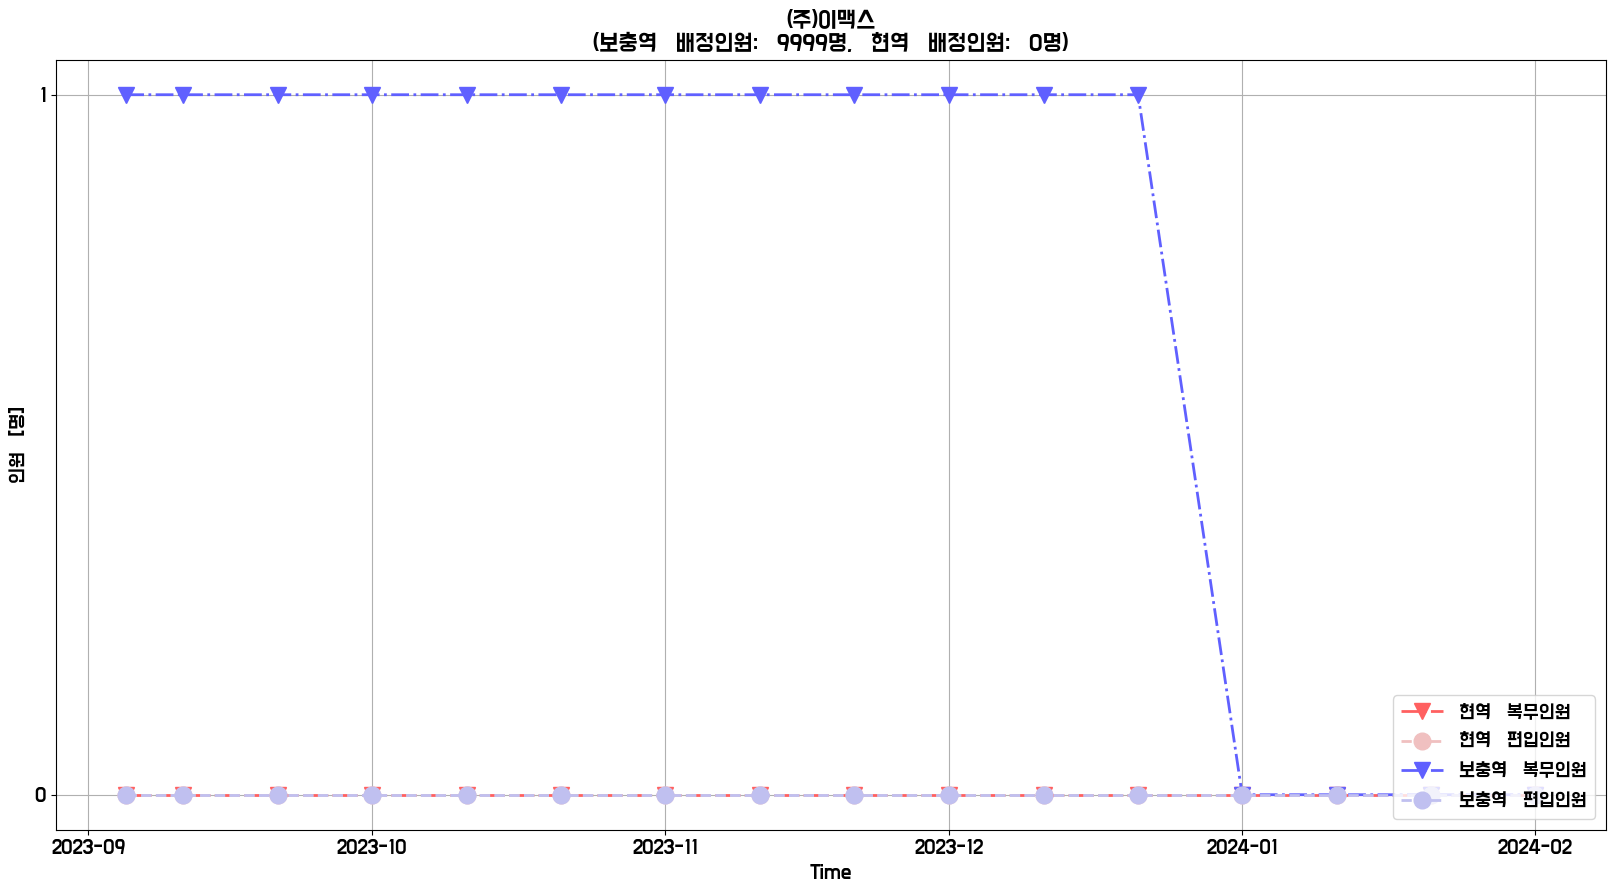 (주)이맥스
(보충역 배정인원: 9999명, 현역 배정인원: 0명)
인원 [명]
1
0
현역 복무인원
현역 편입인원
보충역 복무인원
보충역 편입인원
2023-09 2023-10 2023-11 2023-12 2024-01 2024-02
Time